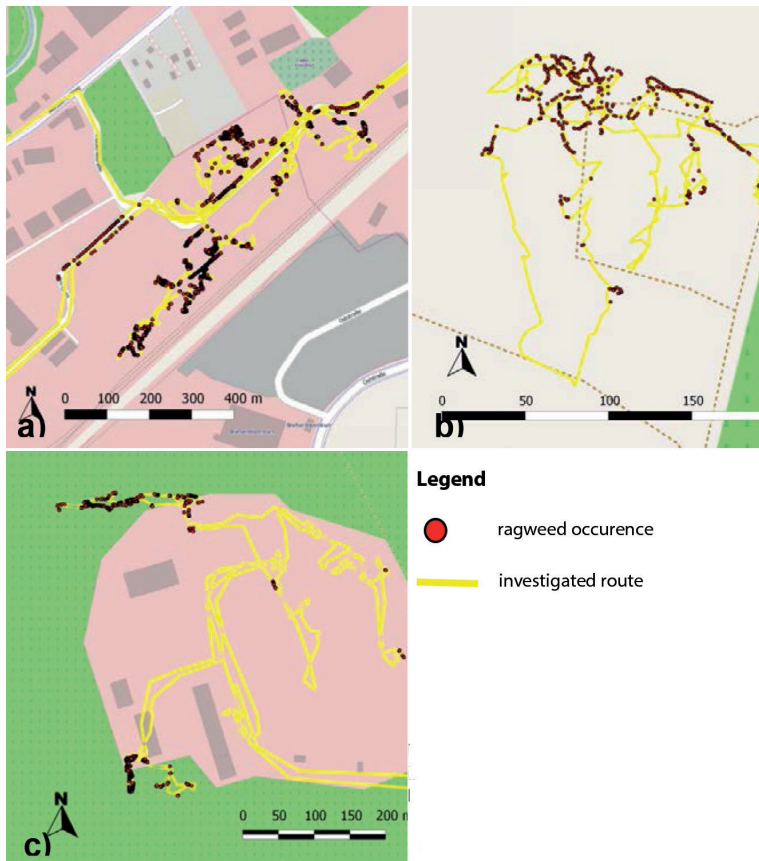 N
0 100 200 300 400 m
a)
N
0 50 100 150
b)
N
0 50 100 150 200 m
c)
Legend
ragweed occurence
investigated route